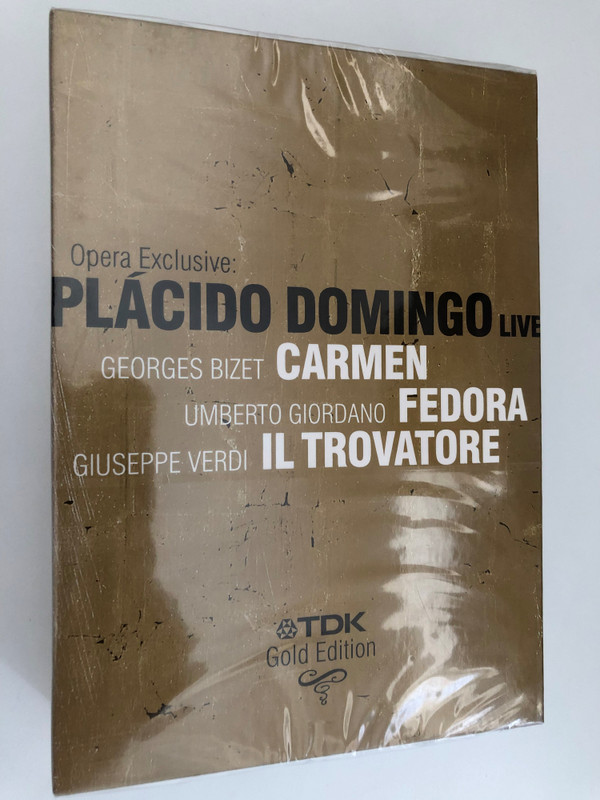 Opera Exclusive:
PLÁCIDO DOMINGO LIVE
GEORGES BIZET CARMEN
UMBERTO GIORDANO FEDORA
GIUSEPPE VERDI IL TROVATORE
TDK
Gold Edition